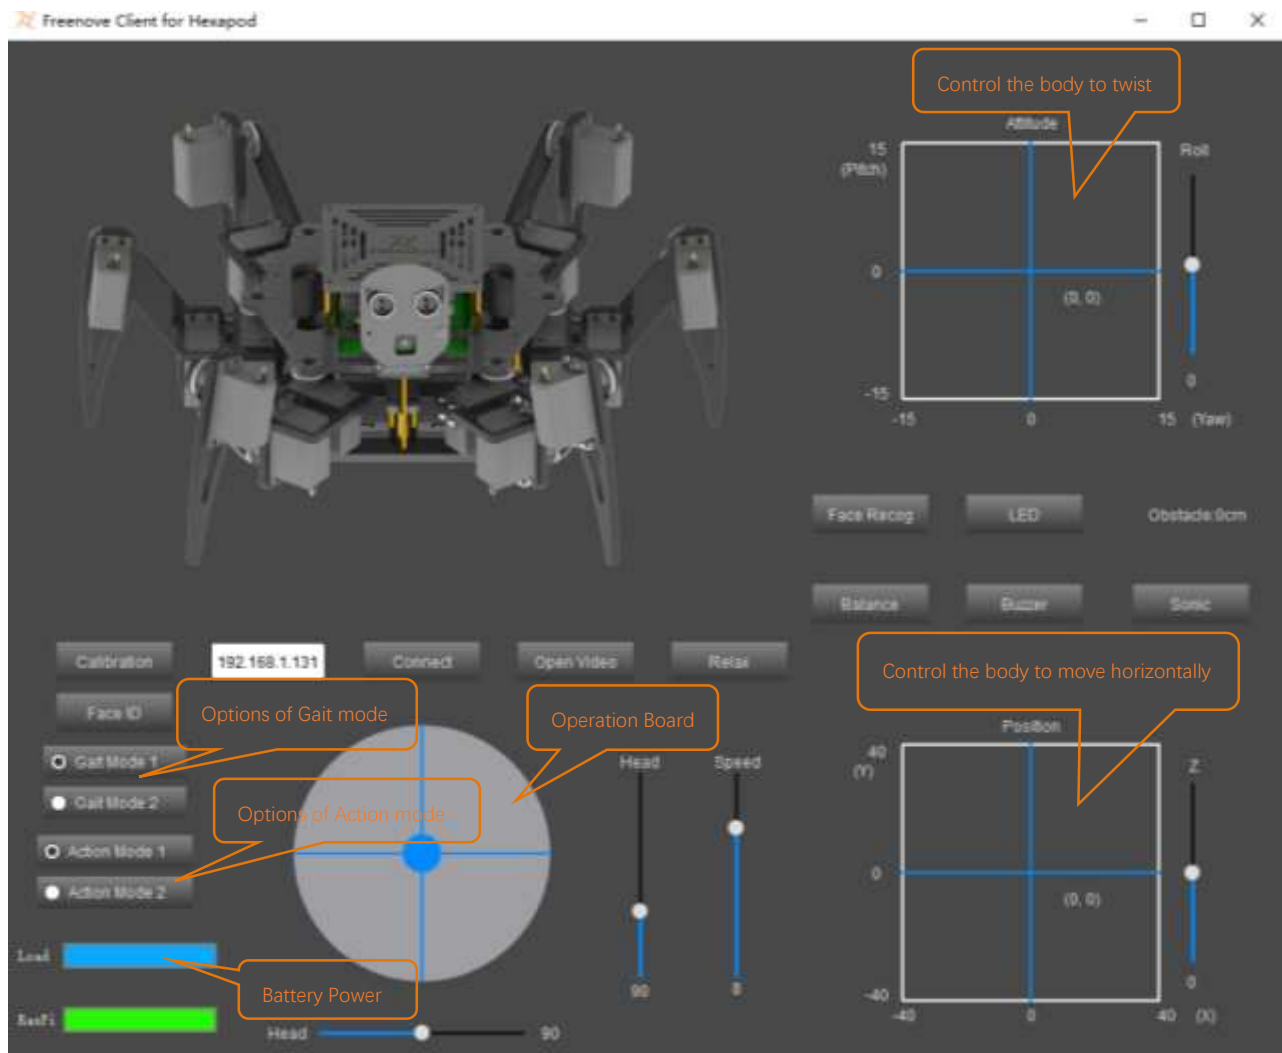 Freenove Client for Hexapod
Control the body to twist
Attitude
15
(Pitch)
Roll
0
(0, 0)
-15
0
-15
0
15
(Yaw)
Face Recog
LED
Obstacle:0cm
Balance
Buzzer
Sonic
Calibration
192.168.1.131
Connect
Open Video
Relax
Control the body to move horizontally
Face ID
Options of Gait mode
Operation Board
Position
Gait Mode 1
Head
Speed
40
(Y)
Z
Gait Mode 2
Options of Action mode
Action Mode 1
0
(0, 0)
Action Mode 2
Load
Battery Power
90
8
-40
0
RasPi
-40
0
40
(X)
Head
90